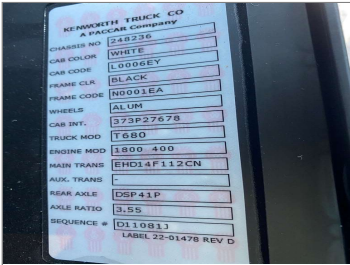 KENWORTH TRUCK CO
A PACCAR Company
CHASSIS NO 248236
CAB COLOR WHITE
CAB CODE L0006EY
FRAME CLR BLACK
FRAME CODE N0001EA
WHEELS ALUM
CAB INT. 373P27678
TRUCK MOD T680
ENGINE MOD 1800 400
MAIN TRANS EHD14F112CN
AUX. TRANS -
REAR AXLE DSP41P
AXLE RATIO 3.55
SEQUENCE # D11081J
LABEL 22-01478 REV D